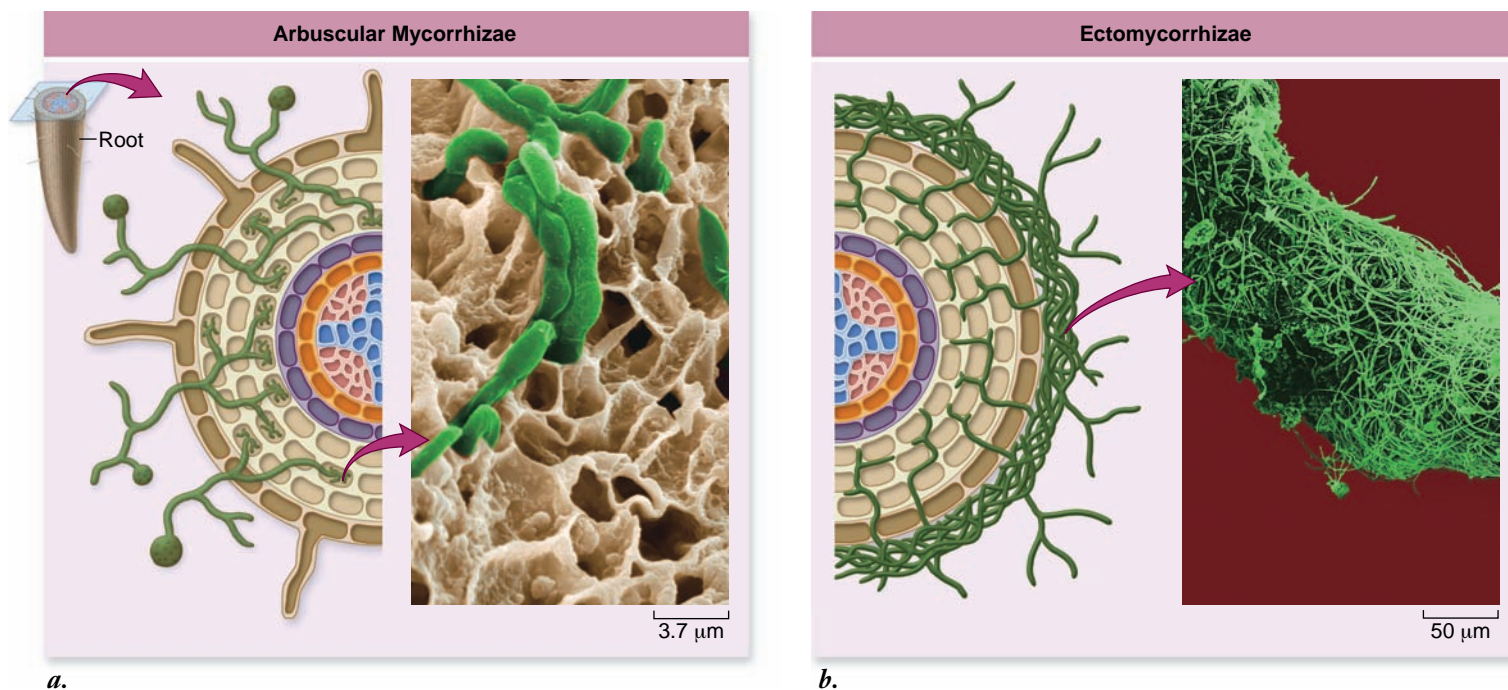 Arbuscular Mycorrhizae
Root
3.7 μm
a.
Ectomycorrhizae
50 μm
b.